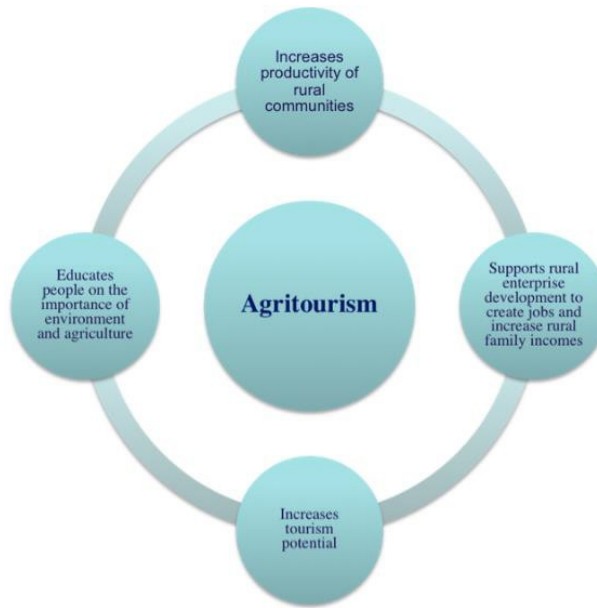 Increases
productivity of
rural
communities
Educates
people on the
importance of
environment
and agriculture
Agritourism
Supports rural
enterprise
development to
create jobs and
increase rural
family incomes
Increases
tourism
potential